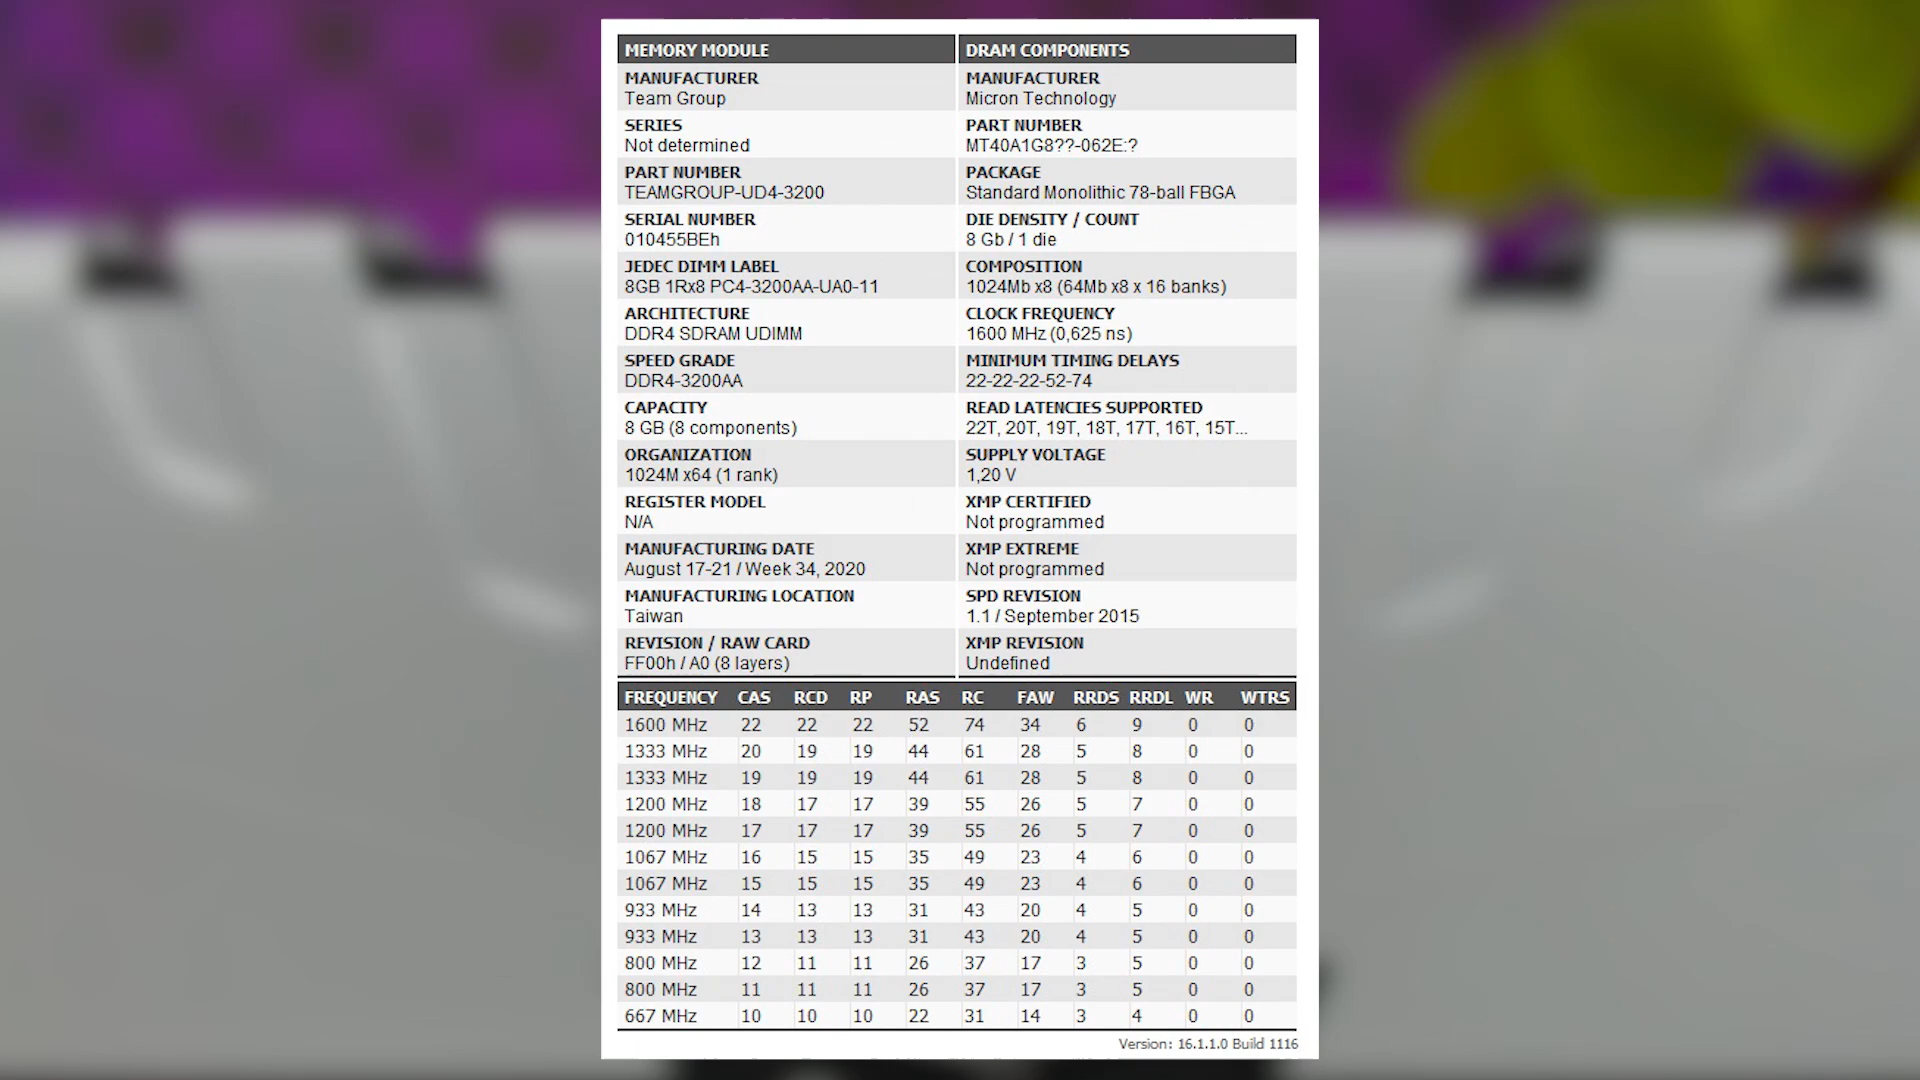 MEMORY MODULE
MANUFACTURER
Team Group
SERIES
Not determined
PART NUMBER
TEAMGROUP-UD4-3200
SERIAL NUMBER
010455BEh
JEDEC DIMM LABEL
8GB 1Rx8 PC4-3200AA-UA0-11
ARCHITECTURE
DDR4 SDRAM UDIMM
SPEED GRADE
DDR4-3200AA
CAPACITY
8 GB (8 components)
ORGANIZATION
1024M x64 (1 rank)
REGISTER MODEL
N/A
MANUFACTURING DATE
August 17-21 / Week 34, 2020
MANUFACTURING LOCATION
Taiwan
REVISION / RAW CARD
FF00h / A0 (8 layers)
DRAM COMPONENTS
MANUFACTURER
Micron Technology
PART NUMBER
MT40A1G8??-062E:?
PACKAGE
Standard Monolithic 78-ball FBGA
DIE DENSITY / COUNT
8 Gb / 1 die
COMPOSITION
1024Mb x8 (64Mb x8 x 16 banks)
CLOCK FREQUENCY
1600 MHz (0,625 ns)
MINIMUM TIMING DELAYS
22-22-22-52-74
READ LATENCIES SUPPORTED
22T, 20T, 19T, 18T, 17T, 16T, 15T...
SUPPLY VOLTAGE
1,20 V
XMP CERTIFIED
Not programmed
XMP EXTREME
Not programmed
SPD REVISION
1.1 / September 2015
XMP REVISION
Undefined
FREQUENCY CAS RCD RP RAS RC FAW RRDS RRDL WR WTRS
1600 MHz 22 22 22 52 74 34 6 9 0 0
1333 MHz 20 19 19 44 61 28 5 8 0 0
1333 MHz 19 19 19 44 61 28 5 8 0 0
1200 MHz 18 17 17 39 55 26 5 7 0 0
1200 MHz 17 17 17 39 55 26 5 7 0 0
1067 MHz 16 15 15 35 49 23 4 6 0 0
1067 MHz 15 15 15 35 49 23 4 6 0 0
933 MHz 14 13 13 31 43 20 4 5 0 0
933 MHz 13 13 13 31 43 20 4 5 0 0
800 MHz 12 11 11 26 37 17 3 5 0 0
800 MHz 11 11 11 26 37 17 3 5 0 0
667 MHz 10 10 10 22 31 14 3 4 0 0
Version: 16.1.1.0 Build 1116